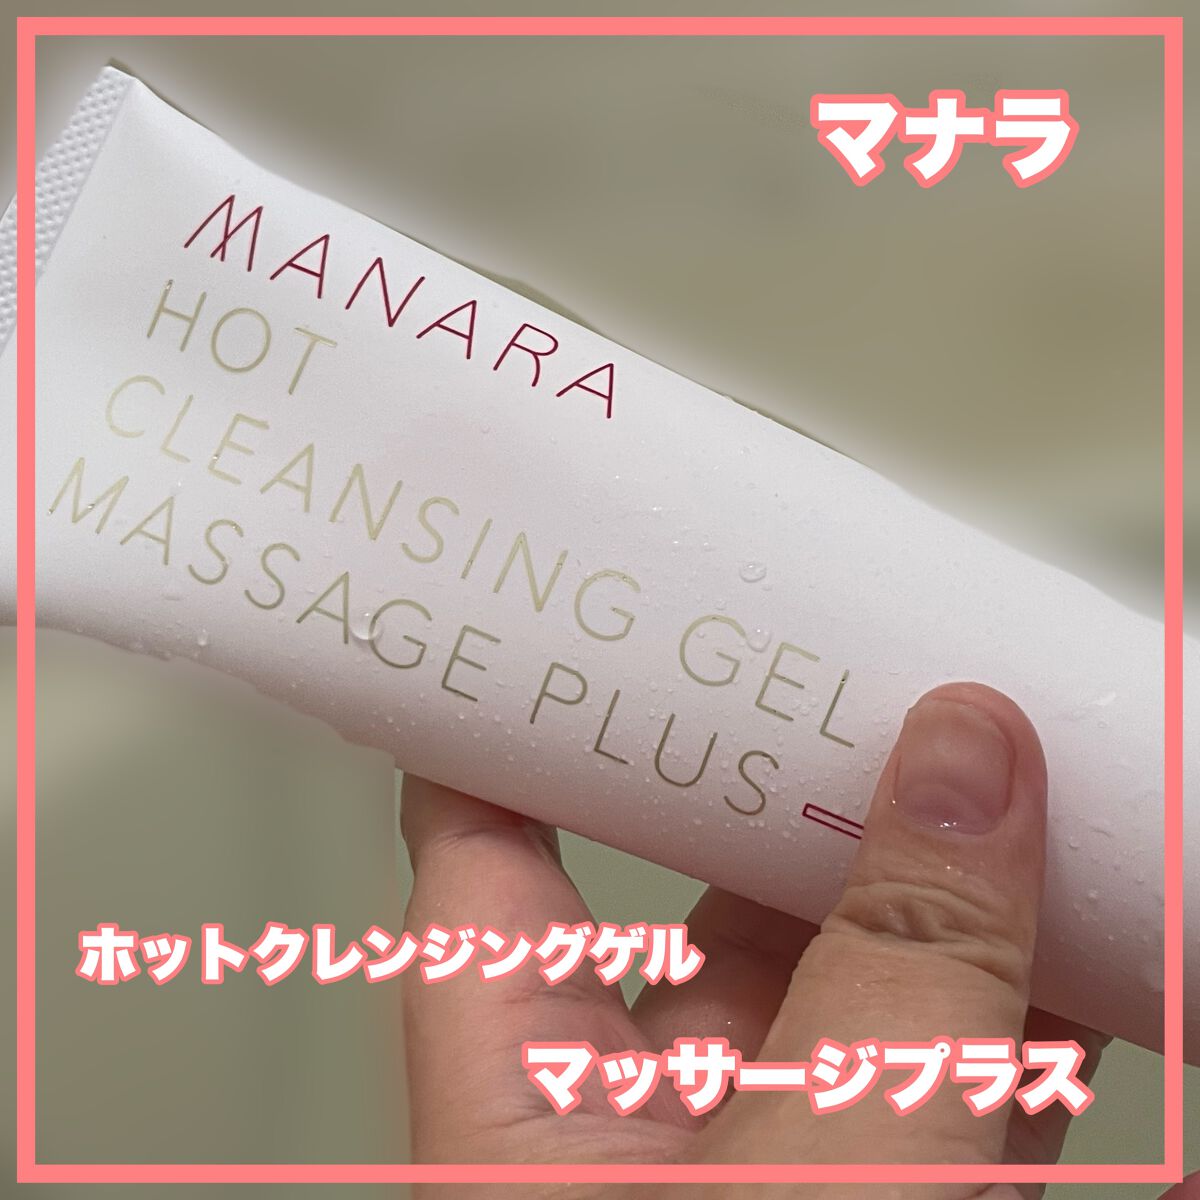 マナラ
MANARA
HOT
CLEANSING GEL
MASSAGE PLUS
ホットクレンジングゲル
マッサージプラス